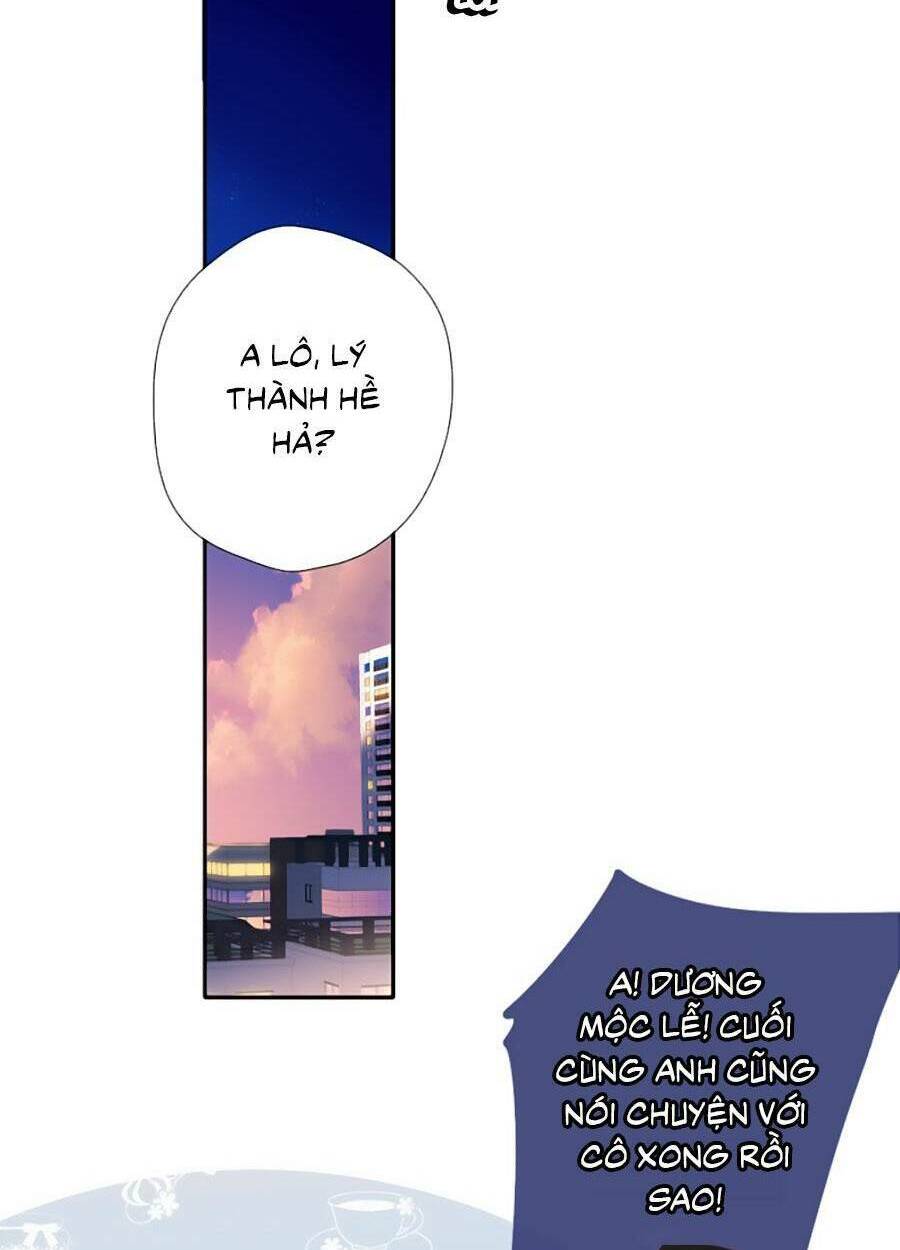 A LÔ, LÝ
THÀNH HỀ
HẢ?
A! DƯƠNG
MỘC LỄ! CUỐI
CÙNG ANH CŨNG
NÓI CHUYỆN VỚI
CÔ XONG RỒI
SAO!